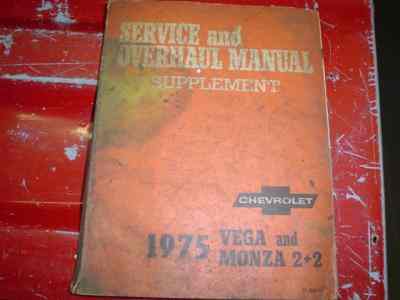 SERVICE and
OVERHAUL MANUAL
SUPPLEMENT
CHEVROLET
1975 VEGA and
MONZA 2+2